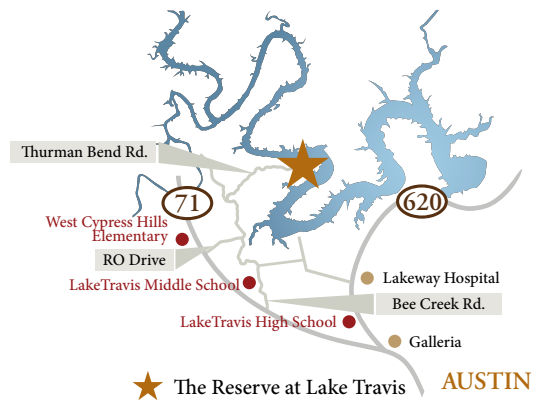 Thurman Bend Rd.
71
620
West Cypress Hills
Elementary
RO Drive
LakeTravis Middle School
Lakeway Hospital
Bee Creek Rd.
LakeTravis High School
Galleria
AUSTIN
The Reserve at Lake Travis